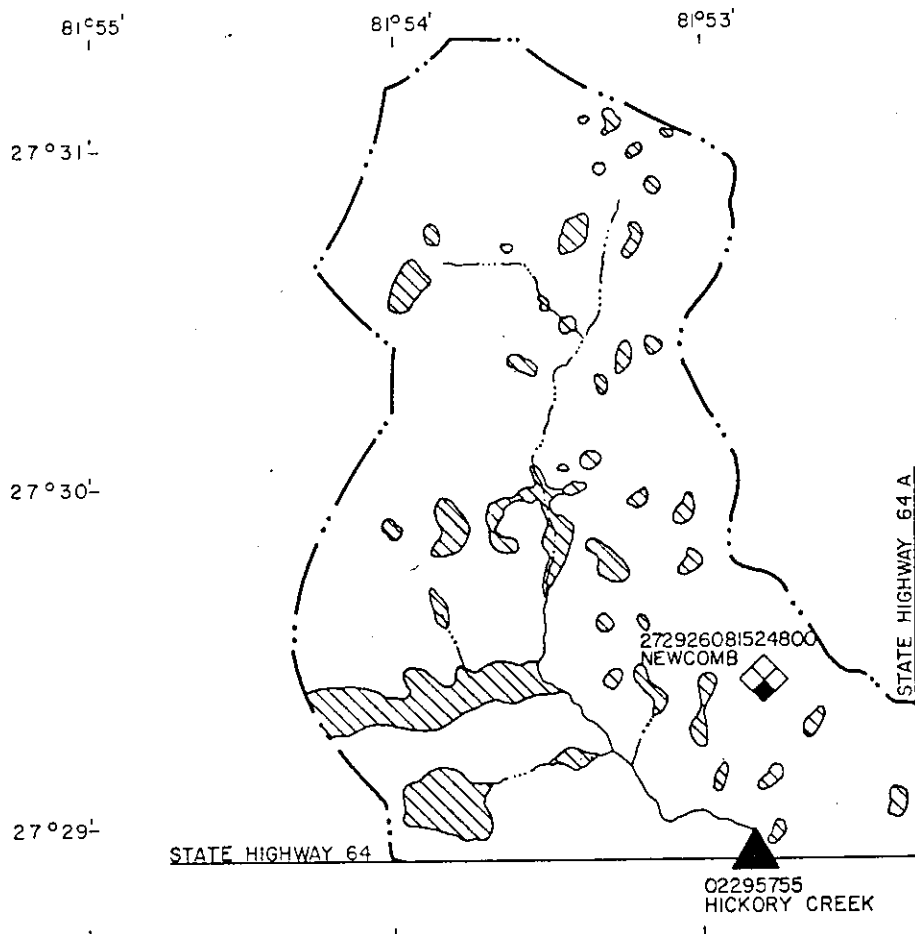 81°55'
81°54'
81°53'
27°31'
27°30'
STATE HIGHWAY 64 A
272926081524800
NEWCOMB
27°29'
STATE HIGHWAY 64
02295755
HICKORY CREEK